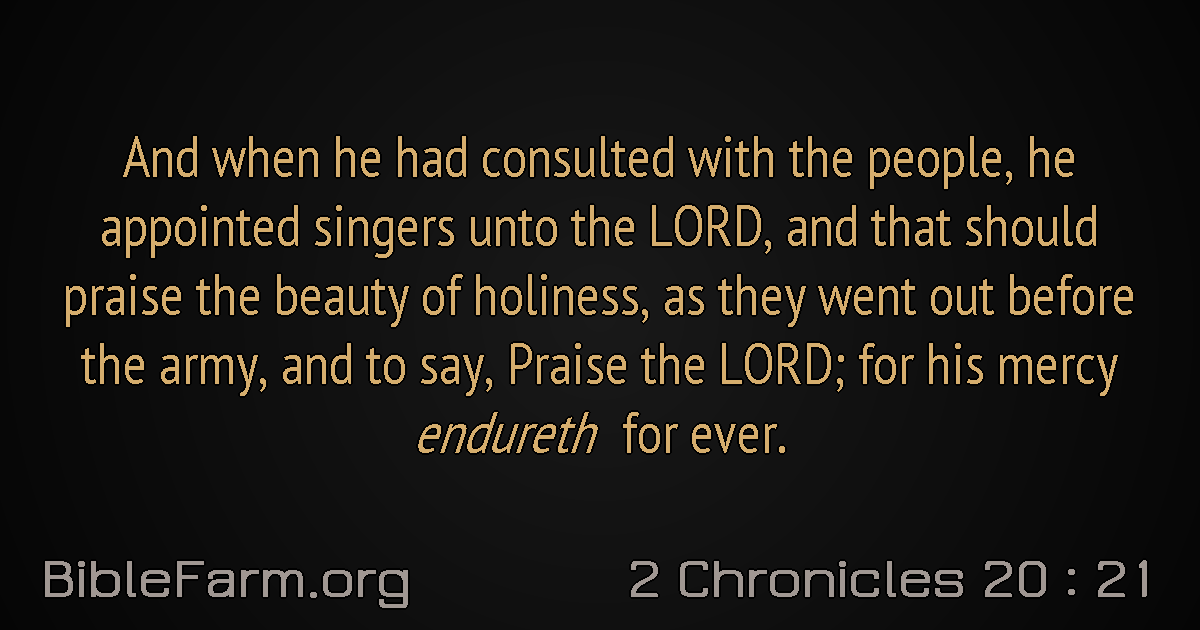 And when he had consulted with the people, he
appointed singers unto the LORD, and that should
praise the beauty of holiness, as they went out before
the army, and to say, Praise the LORD; for his mercy
endureth for ever.
BibleFarm.org
2 Chronicles 20 : 21